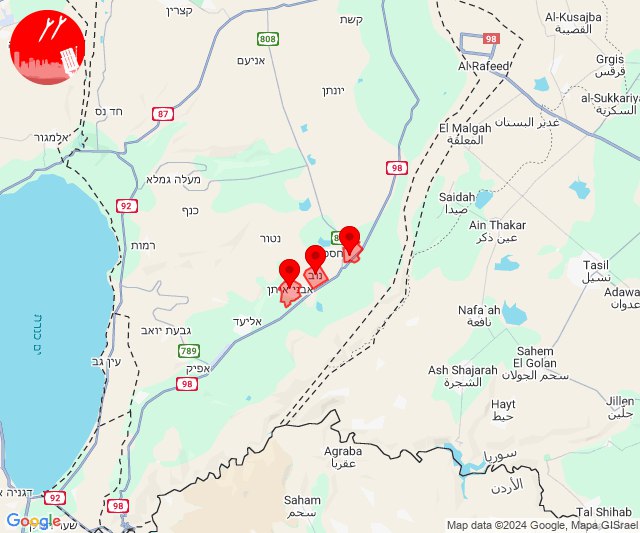 קצרין
קשת
Al-Kusajba
القصيبة
98
808
אניעם
Al Rafeed
Grgis
قرقس
יונתן
al-Sukkariya
السكرية
חד נס
87
El Malgah
المعلقة
غدير البستان
אלמגור
98
מעלה גמלא
Saidah
صيدا
92
כנף
Ain Thakar
عين ذكر
רמות
נטור
Tasil
تسيل
נוב
אבני איתן
Adawa
عدوان
Nafa`ah
نافعة
אליעד
גבעת יואב
ים כנרת
עין גב
789
אפיק
98
Sahem
El Golan
سحم الجولان
Ash Shajarah
الشجرة
Hayt
حيط
Jillen
جلين
Agraba
عقربا
سوريا
الأردن
דגניה א
92
98
Saham
سحم
Tal Shihab
Google
Map data ©2024 Google, Mapa GISrael